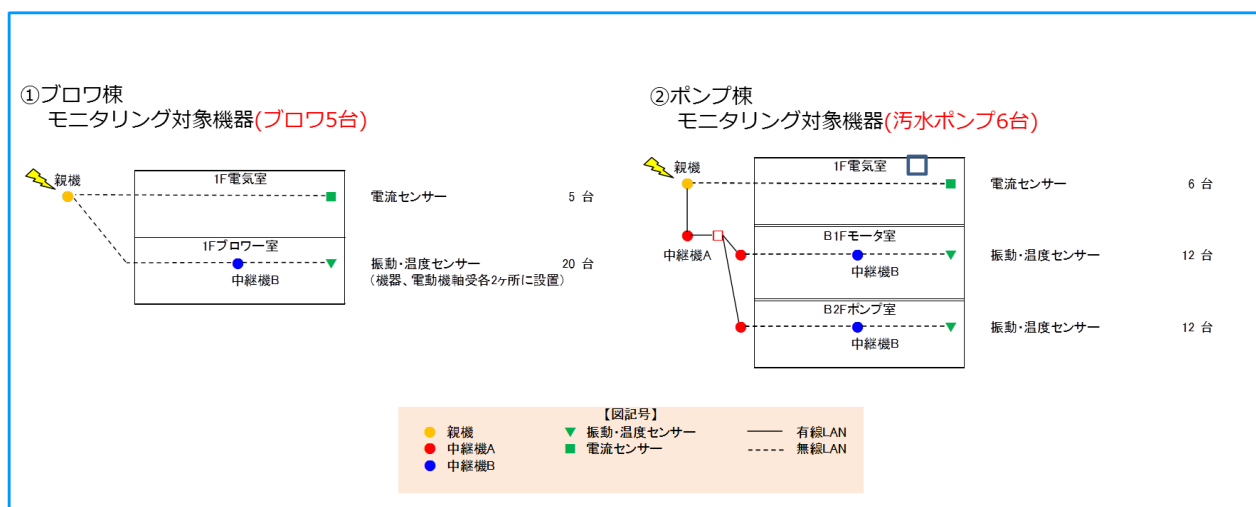 ①ブロワ棟
モニタリング対象機器(ブロワ5台)
親機
1F電気室
電流センサー 5 台
1Fブロワー室
中継機B
振動・温度センサー 20 台
(機器、電動機軸受各2ヶ所に設置)
②ポンプ棟
モニタリング対象機器(汚水ポンプ6台)
親機
1F電気室
電流センサー 6 台
中継機A
B1Fモータ室
中継機B
振動・温度センサー 12 台
B2Fポンプ室
中継機B
振動・温度センサー 12 台
【図記号】
親機 振動・温度センサー 有線LAN
中継機A 電流センサー 無線LAN
中継機B